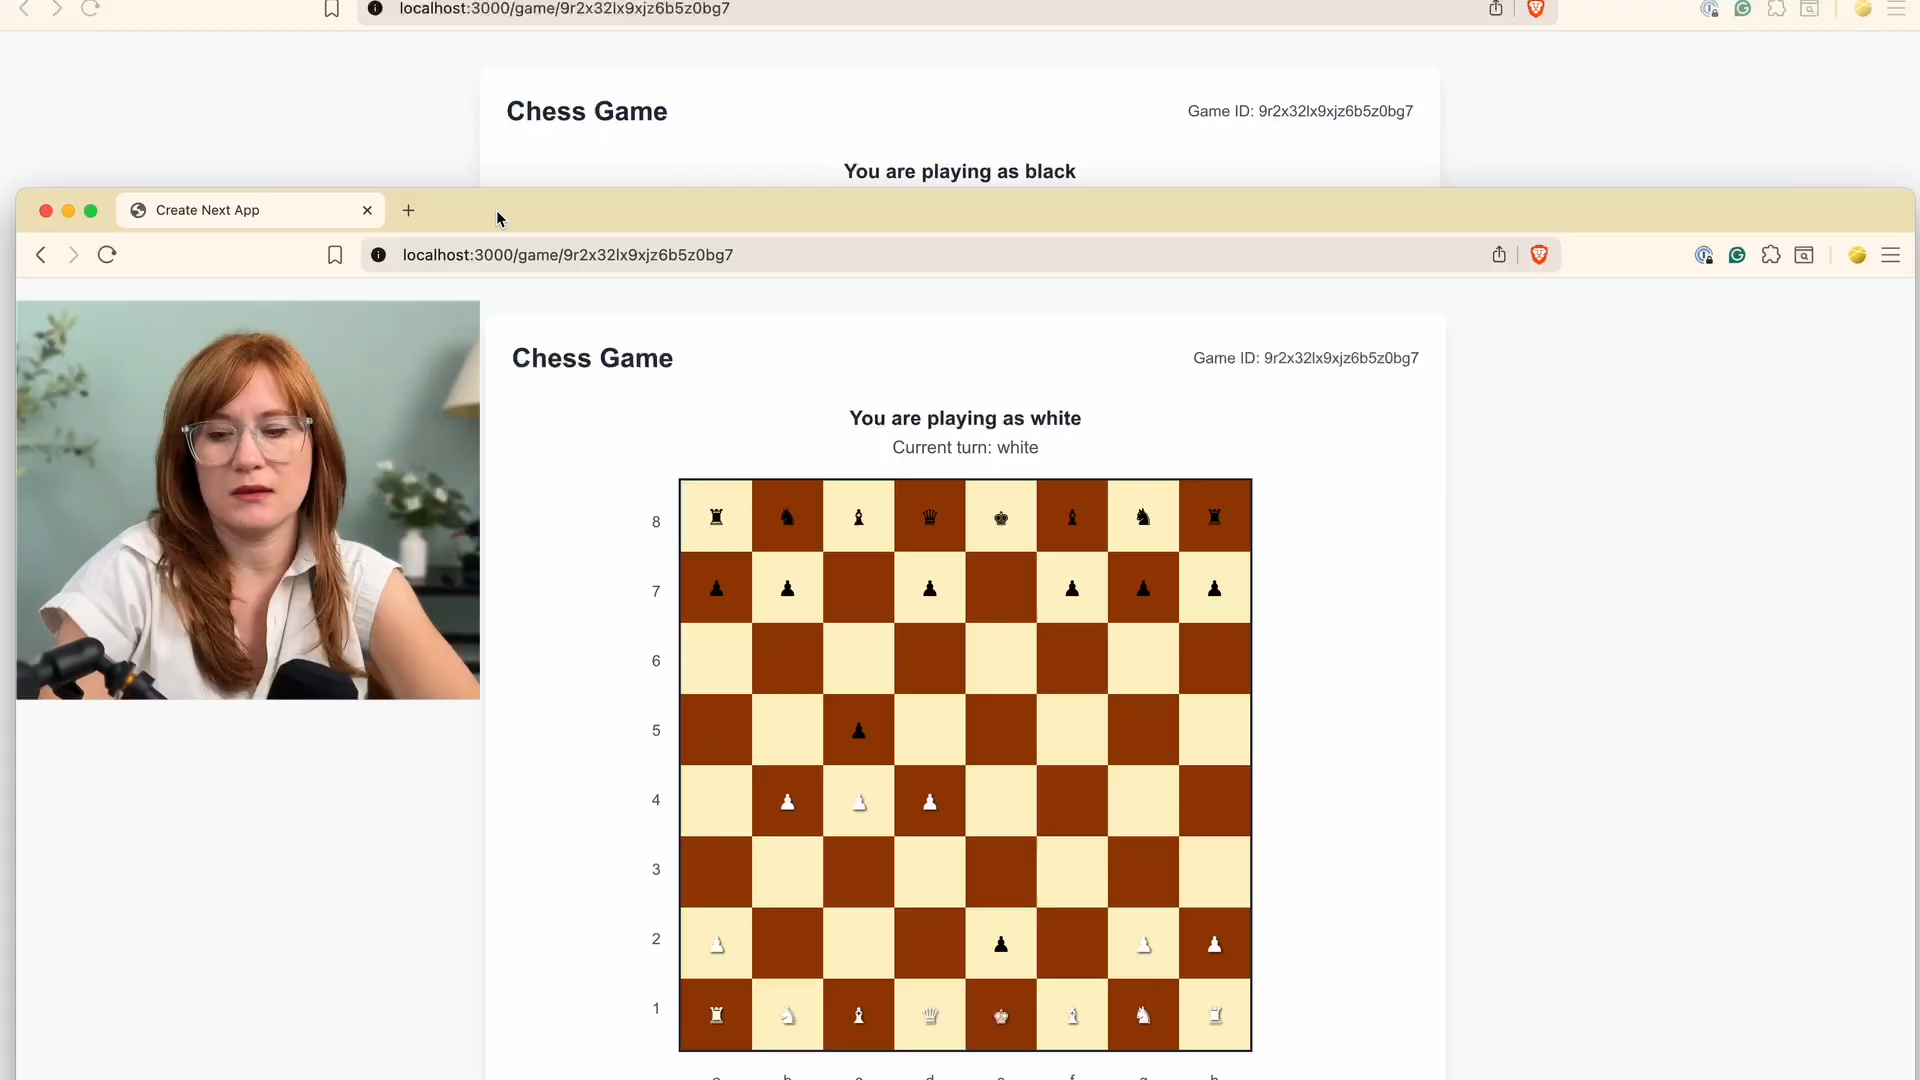 localhost:3000/game/9r2x32lx9xjz6b5z0bg7
Chess Game
Game ID: 9r2x32lx9xjz6b5z0bg7
You are playing as black
Create Next App
localhost:3000/game/9r2x32lx9xjz6b5z0bg7
Chess Game
Game ID: 9r2x32lx9xjz6b5z0bg7
You are playing as white
Current turn: white
8
7
6
5
4
3
2
1